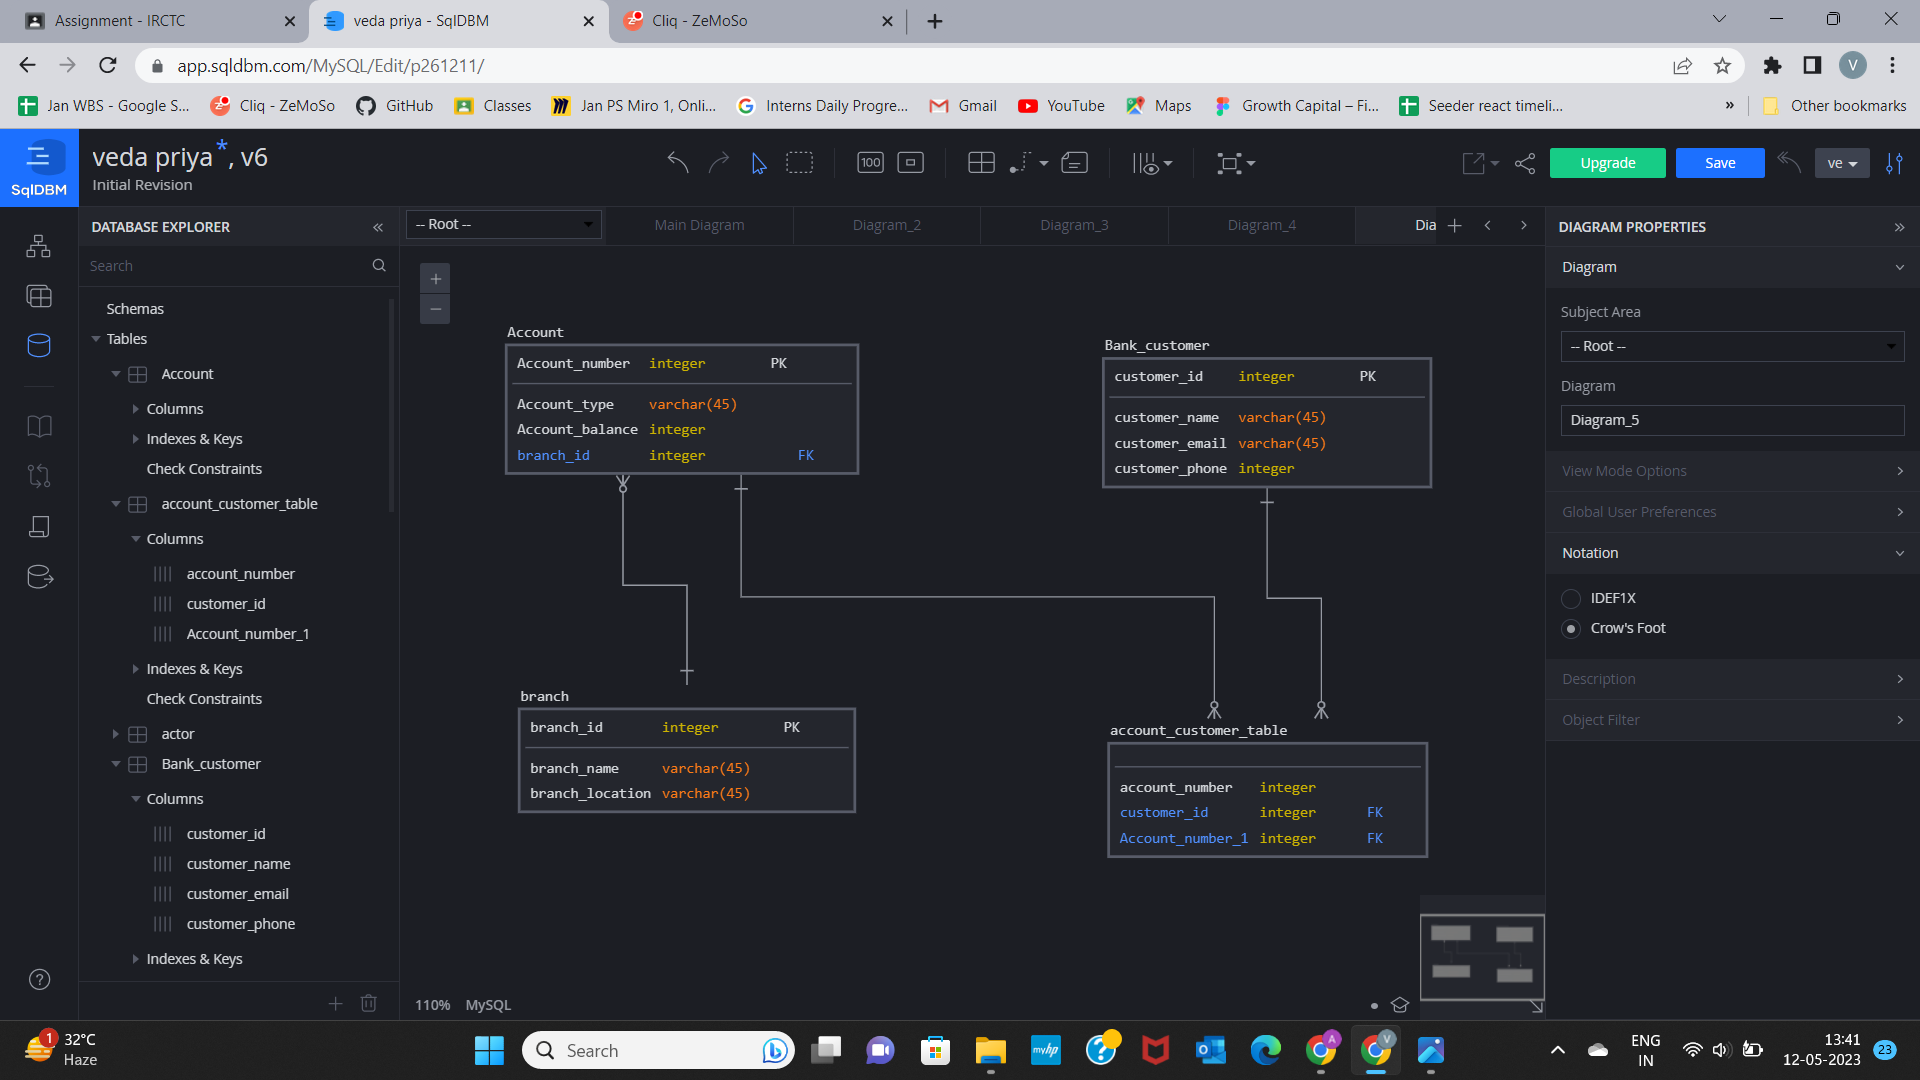 Assignment - IRCTC
veda priya - SqlDBM
Cliq - ZeMoSo
app.sqldbm.com/MySQL/Edit/p261211/
V
Jan WBS - Google S...
Cliq - ZeMoSo
GitHub
Classes
Jan PS Miro 1, Onli...
Interns Daily Progre...
Gmail
YouTube
Maps
Growth Capital – Fi...
Seeder react timeli...
»
Other bookmarks
SqlDBM
veda priya*, v6
Initial Revision
100
Upgrade
Save
ve
DATABASE EXPLORER
-- Root --
Main Diagram
Diagram_2
Diagram_3
Diagram_4
Dia
DIAGRAM PROPERTIES
Search
Schemas
Tables
Account
Columns
Indexes & Keys
Check Constraints
account_customer_table
Columns
account_number
customer_id
Account_number_1
Indexes & Keys
Check Constraints
actor
Bank_customer
Columns
customer_id
customer_name
customer_email
customer_phone
Indexes & Keys
Account
Account_number integer PK
Account_type varchar(45)
Account_balance integer
branch_id integer FK
Bank_customer
customer_id integer PK
customer_name varchar(45)
customer_email varchar(45)
customer_phone integer
branch
branch_id integer PK
branch_name varchar(45)
branch_location varchar(45)
account_customer_table
account_number integer
customer_id integer FK
Account_number_1 integer FK
110% MySQL
Diagram
Subject Area
-- Root --
Diagram
Diagram_5
View Mode Options
Global User Preferences
Notation
IDEF1X
Crow's Foot
Description
Object Filter
1
32°C
Haze
Search
myhp
A
V
ENG
IN
13:41
12-05-2023
23